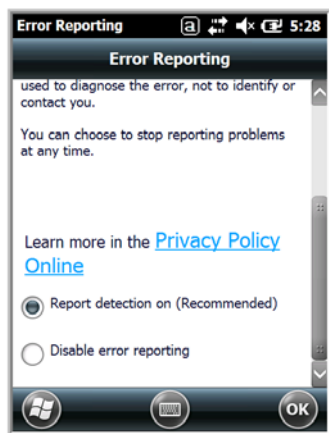 Error Reporting a 5:28
Error Reporting
used to diagnose the error, not to identify or
contact you.
You can choose to stop reporting problems
at any time.
Learn more in the Privacy Policy
Online
Report detection on (Recommended)
Disable error reporting
OK